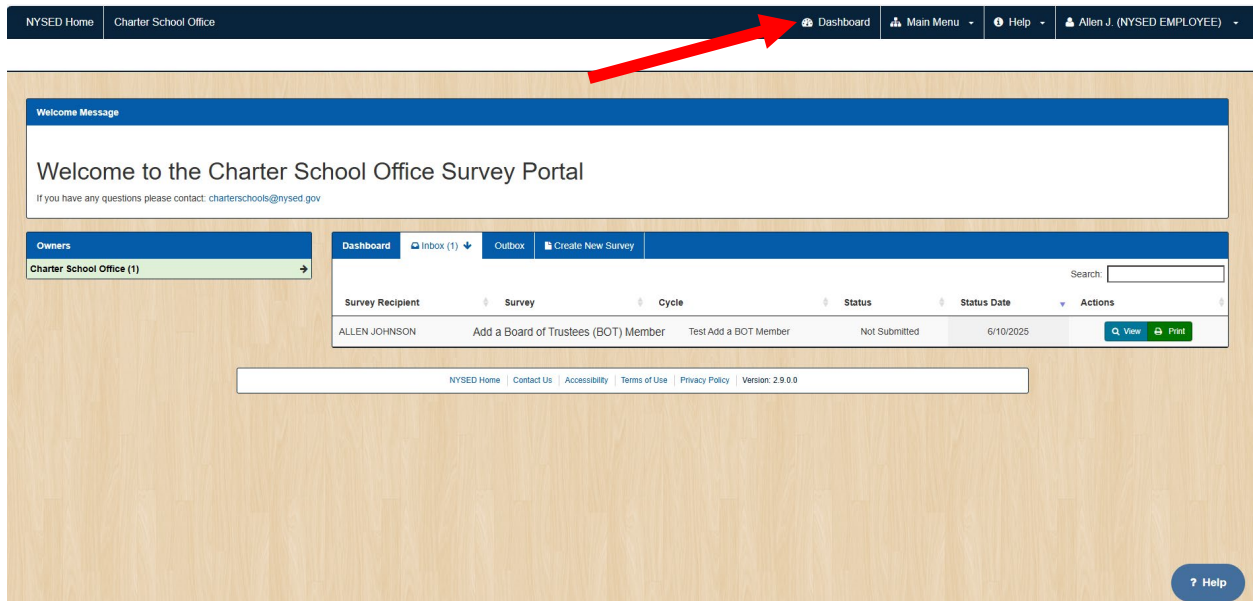 NYSED Home Charter School Office Dashboard Main Menu Help Allen J. (NYSED EMPLOYEE)
Welcome Message
Welcome to the Charter School Office Survey Portal
If you have any questions please contact: charterschools@nysed.gov
Owners
Charter School Office (1)
Dashboard Inbox (1) Outbox Create New Survey
Search:
Survey Recipient Survey Cycle Status Status Date Actions
ALLEN JOHNSON Add a Board of Trustees (BOT) Member Test Add a BOT Member Not Submitted 6/10/2025 View Print
NYSED Home Contact Us Accessibility Terms of Use Privacy Policy Version: 2.9.0.0
? Help